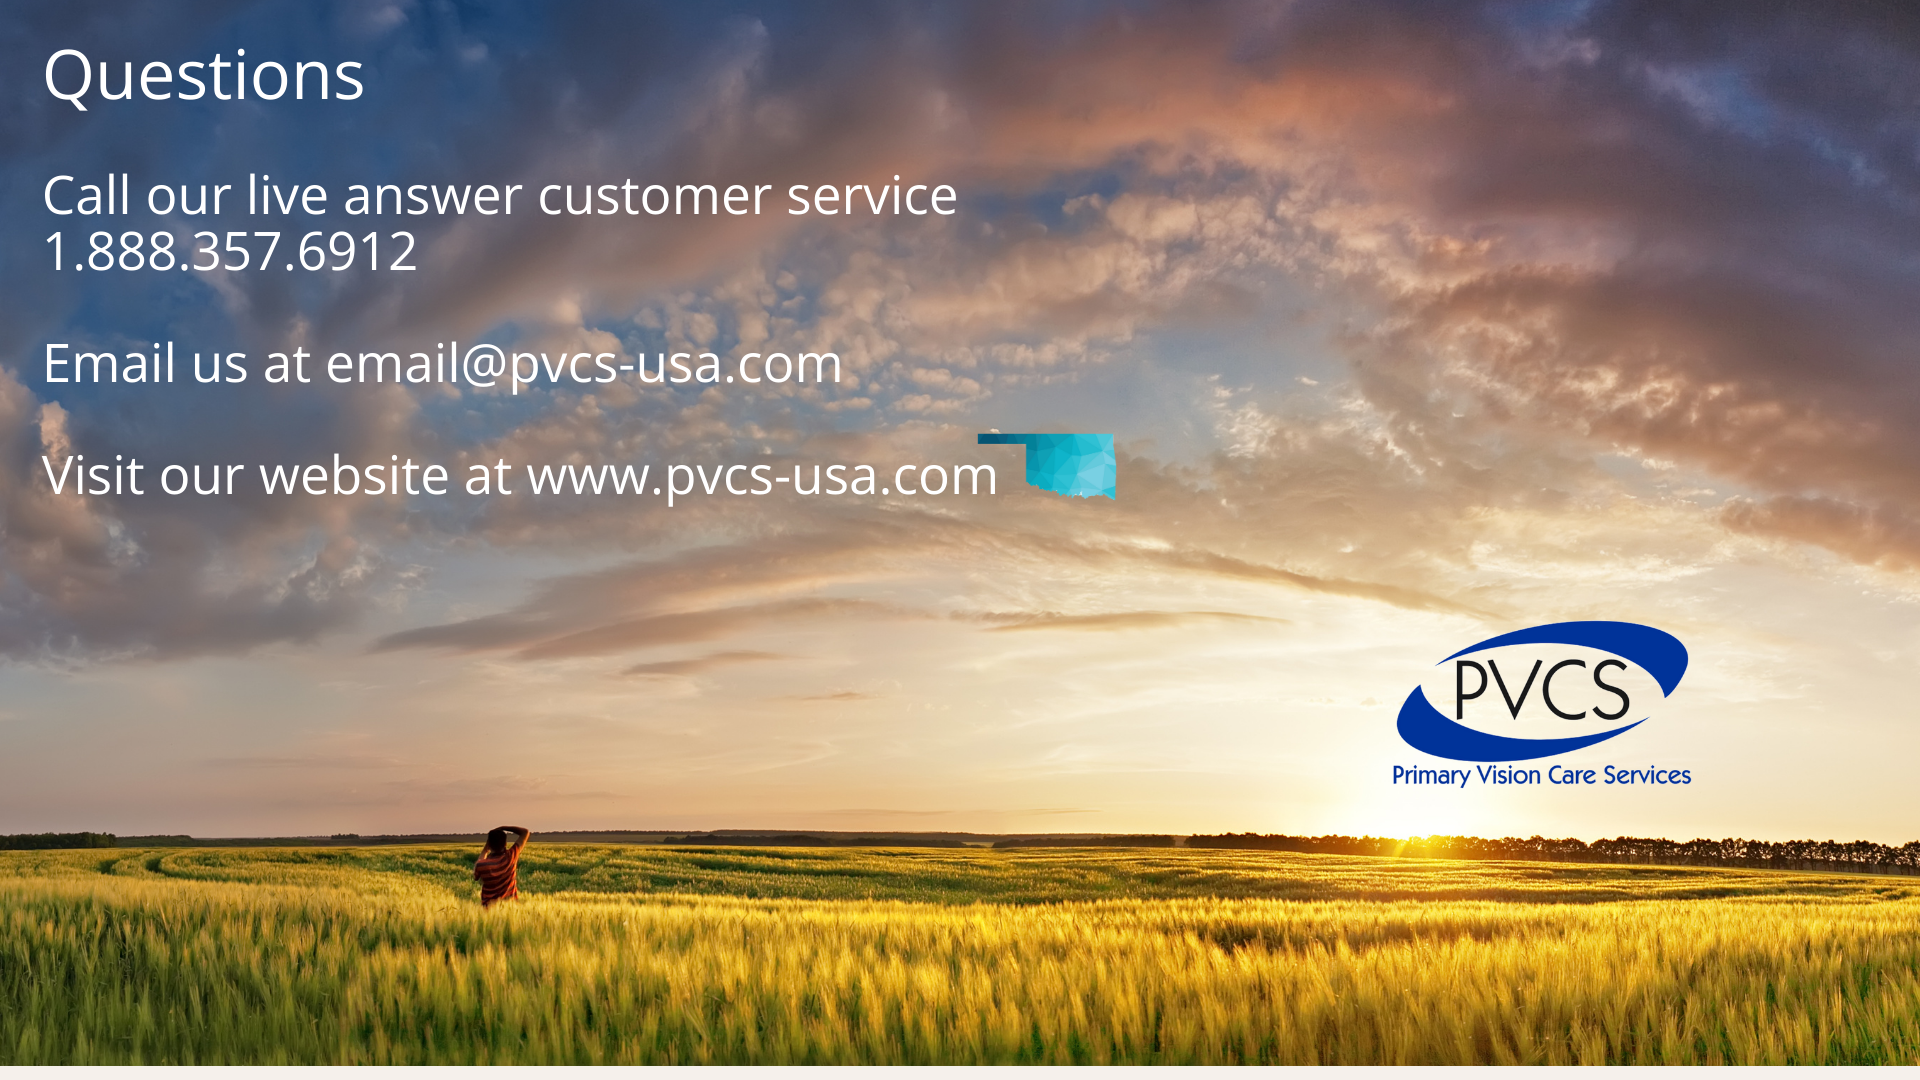 Questions
Call our live answer customer service
1.888.357.6912
Email us at email@pvcs-usa.com
Visit our website at www.pvcs-usa.com
PVCS
Primary Vision Care Services